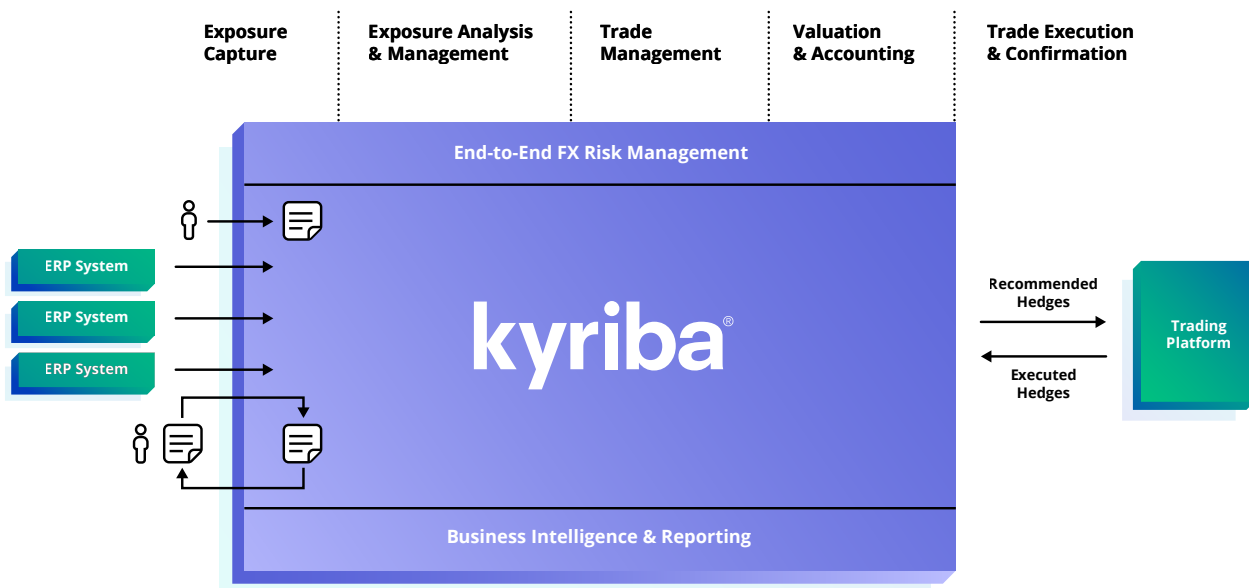 Exposure
Capture
Exposure Analysis
& Management
Trade
Management
Valuation
& Accounting
Trade Execution
& Confirmation
End-to-End FX Risk Management
ERP System
ERP System
ERP System
kyriba®
Recommended
Hedges
Executed
Hedges
Trading
Platform
Business Intelligence & Reporting